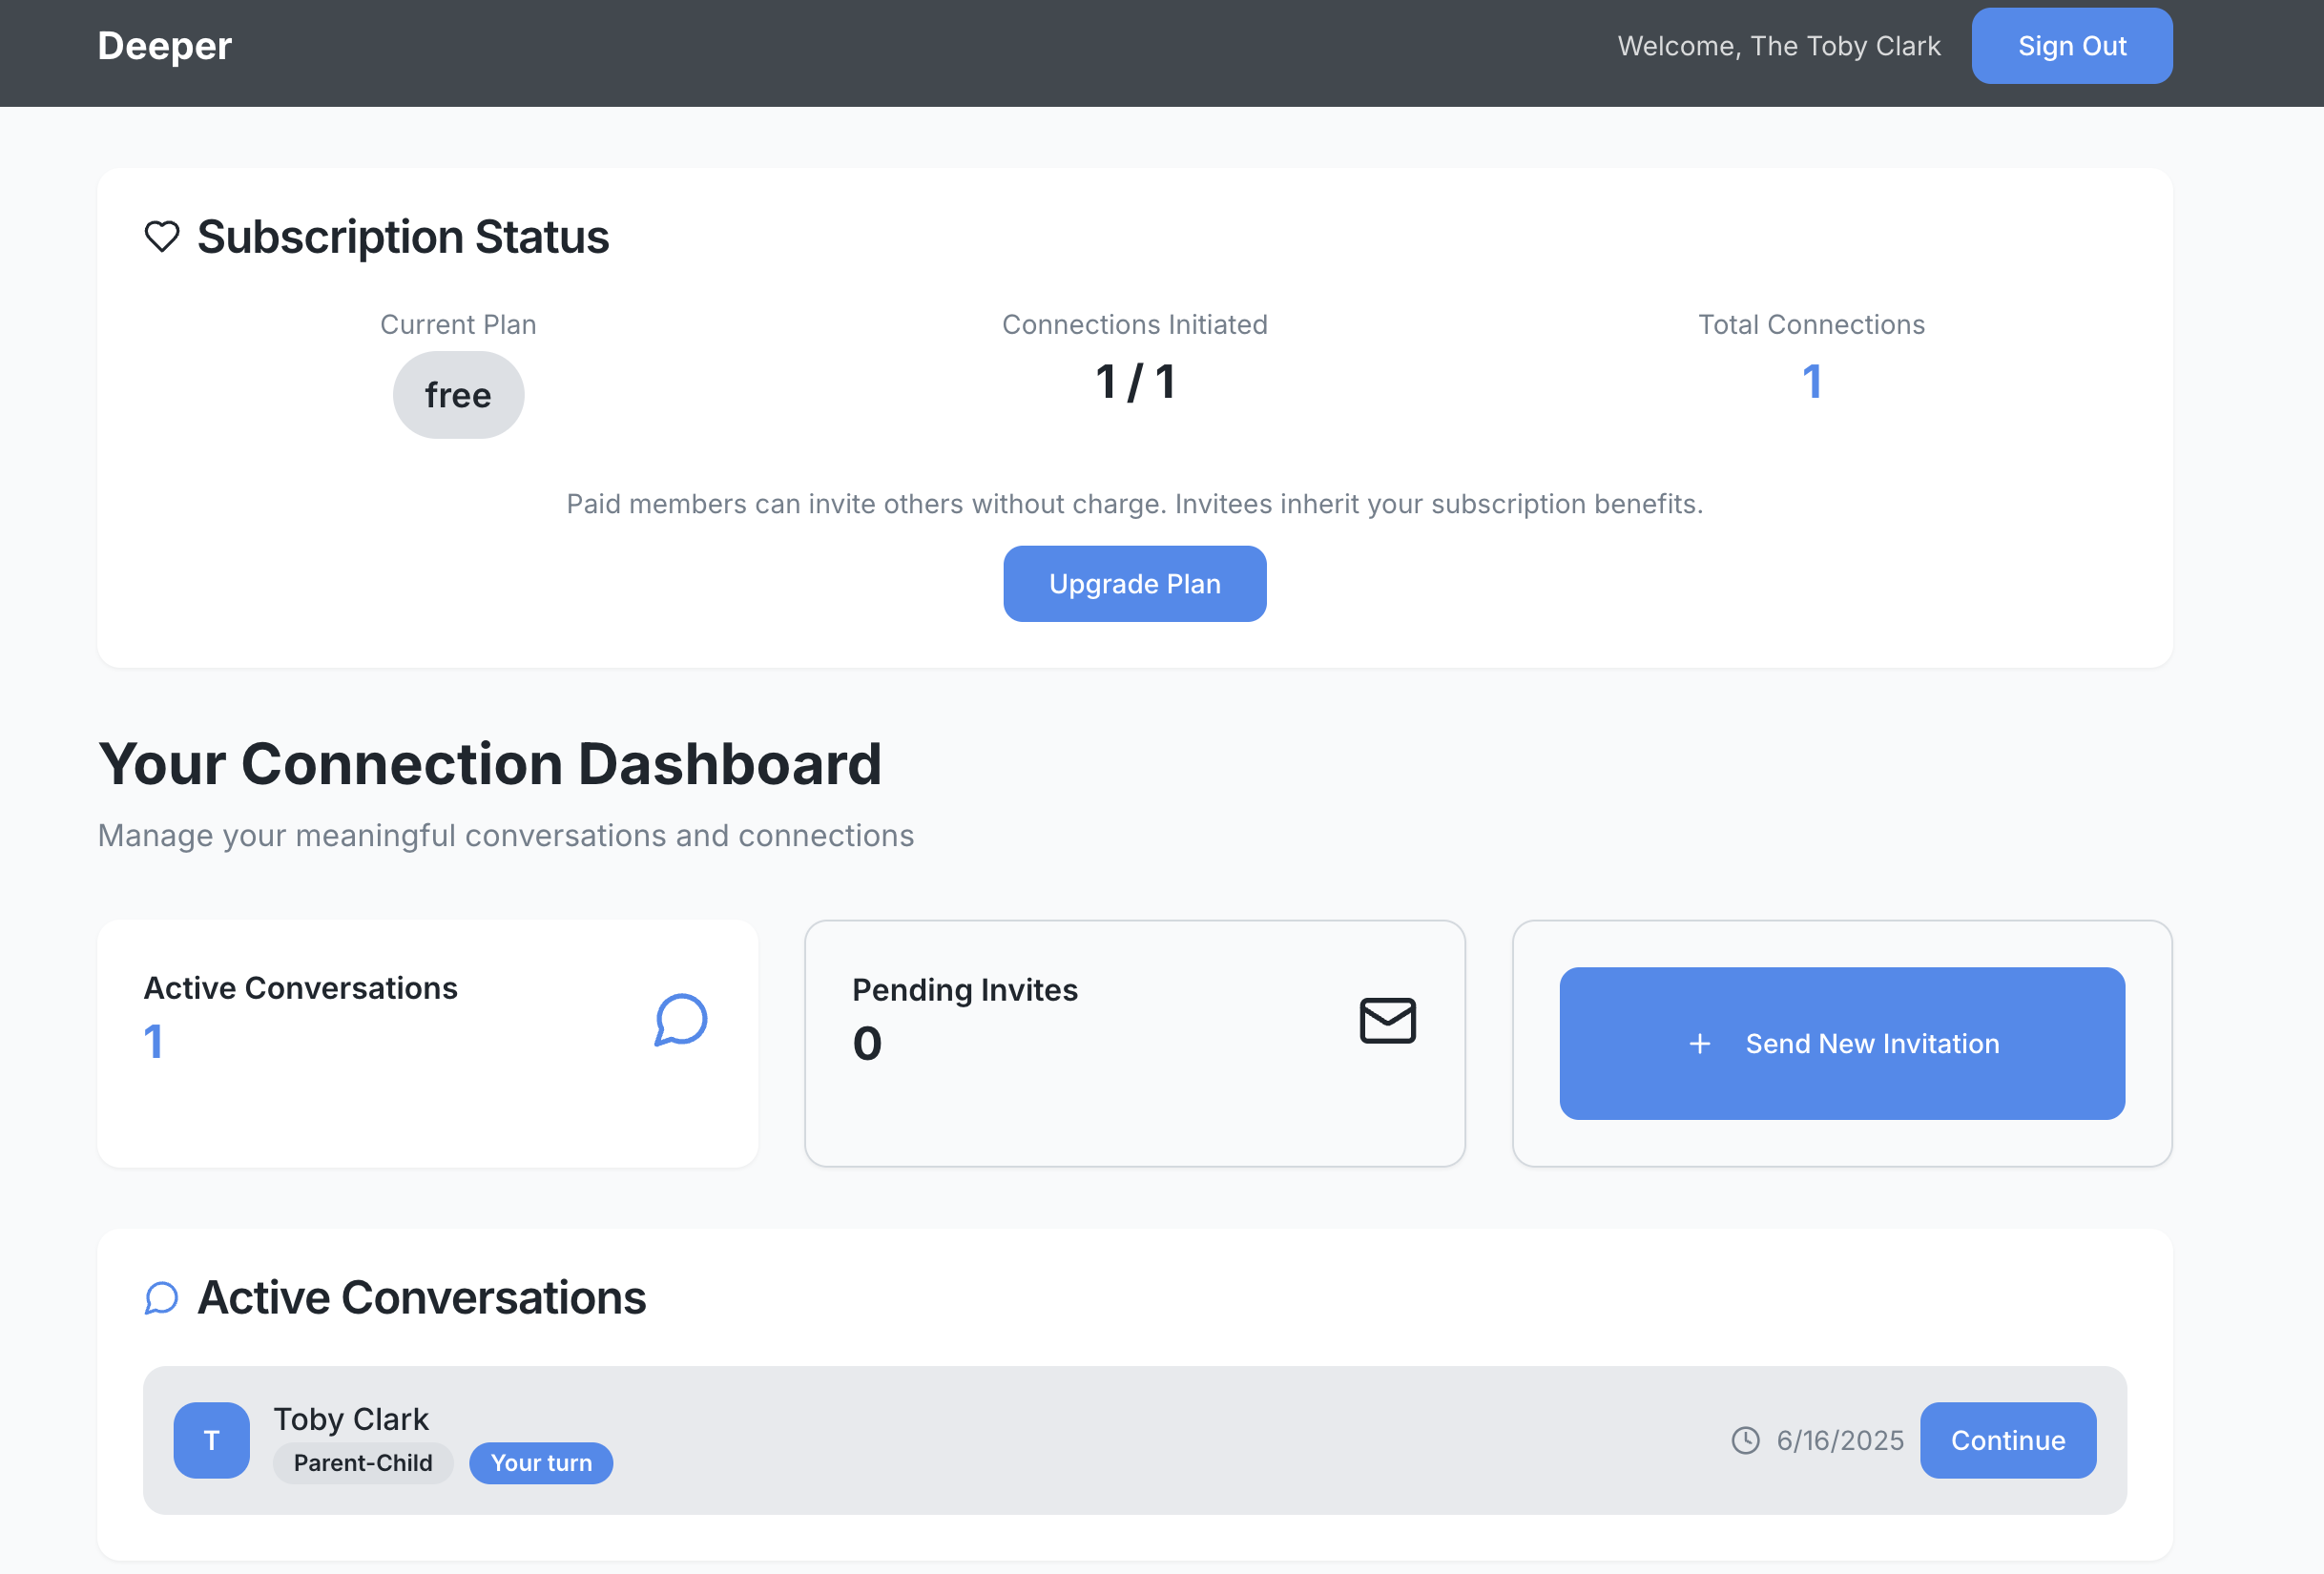 Deeper
Welcome, The Toby Clark
Sign Out
Subscription Status
Current Plan
free
Connections Initiated
1 / 1
Total Connections
1
Paid members can invite others without charge. Invitees inherit your subscription benefits.
Upgrade Plan
Your Connection Dashboard
Manage your meaningful conversations and connections
Active Conversations
1
Pending Invites
0
Send New Invitation
Active Conversations
T
Toby Clark
Parent-Child
Your turn
6/16/2025
Continue